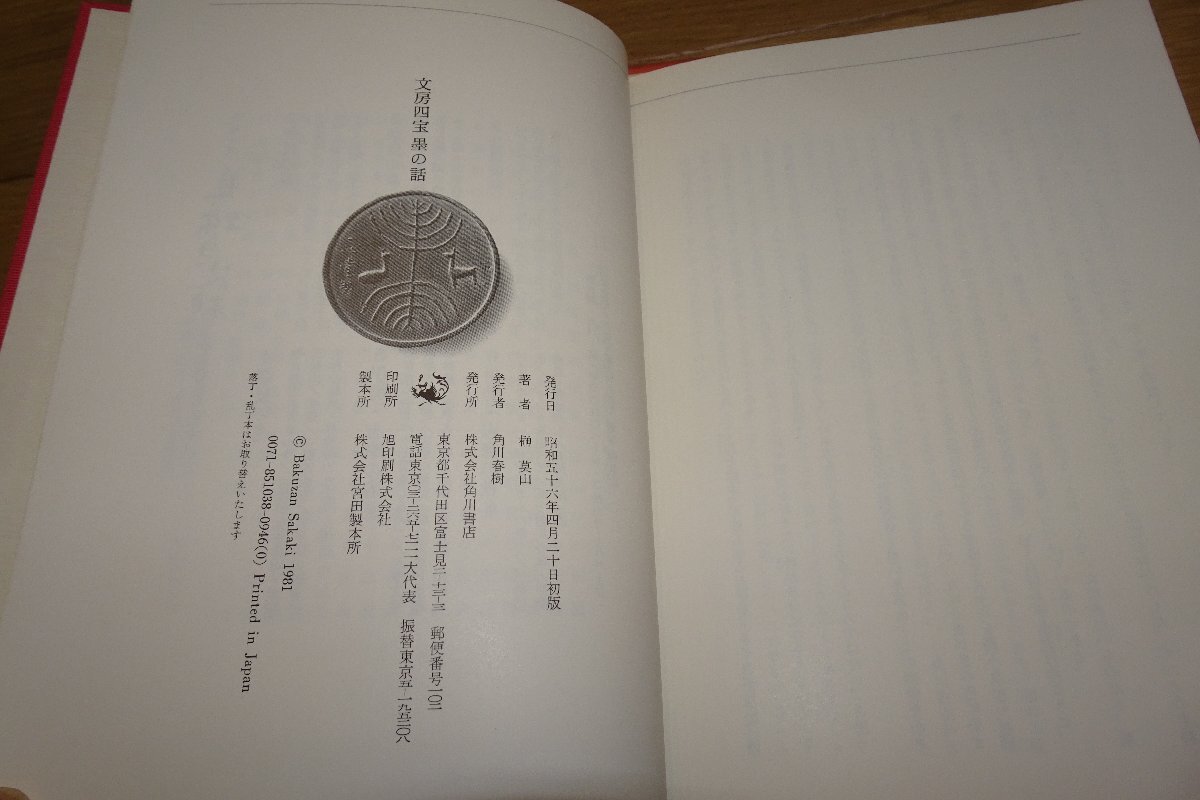 文房四宝 墨の話
発行日 昭和五十六年四月二十日初版
著者 榊 莫山
発行者 角川春樹
発行所 株式会社角川書店
東京都千代田区富士見二-十三-三 郵便番号一〇二
電話東京〇三-二六五-七一一一大代表 振替東京五-一九五二〇八
印刷所 旭印刷株式会社
製本所 株式会社宮田製本所
© Bakuzan Sakaki 1981
0071-851038-0946(0) Printed in Japan
落丁・乱丁本はお取り替えいたします